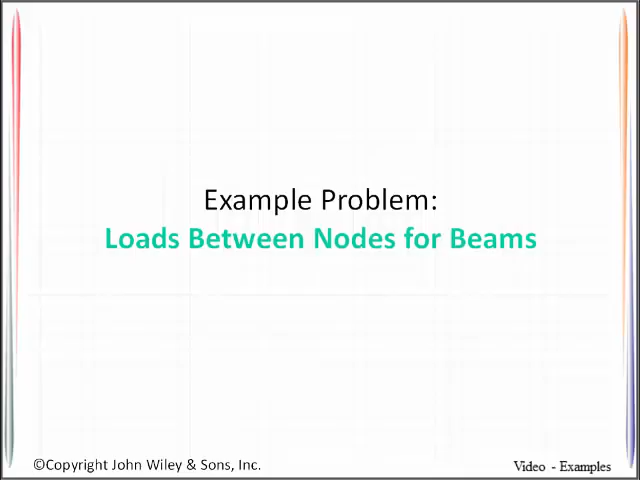 Example Problem:
Loads Between Nodes for Beams
©Copyright John Wiley & Sons, Inc.
Video - Examples